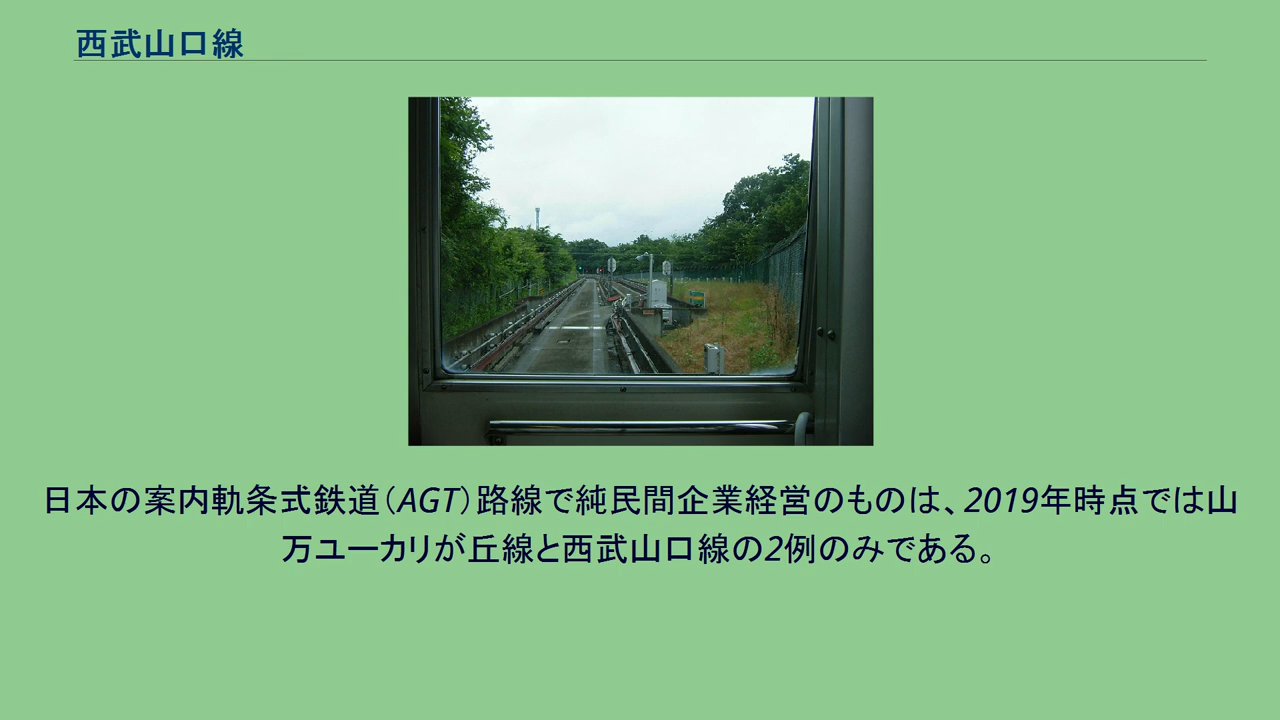 西武山口線
日本の案内軌条式鉄道（AGT）路線で純民間企業経営のものは、2019年時点では山
万ユーカリが丘線と西武山口線の2例のみである。